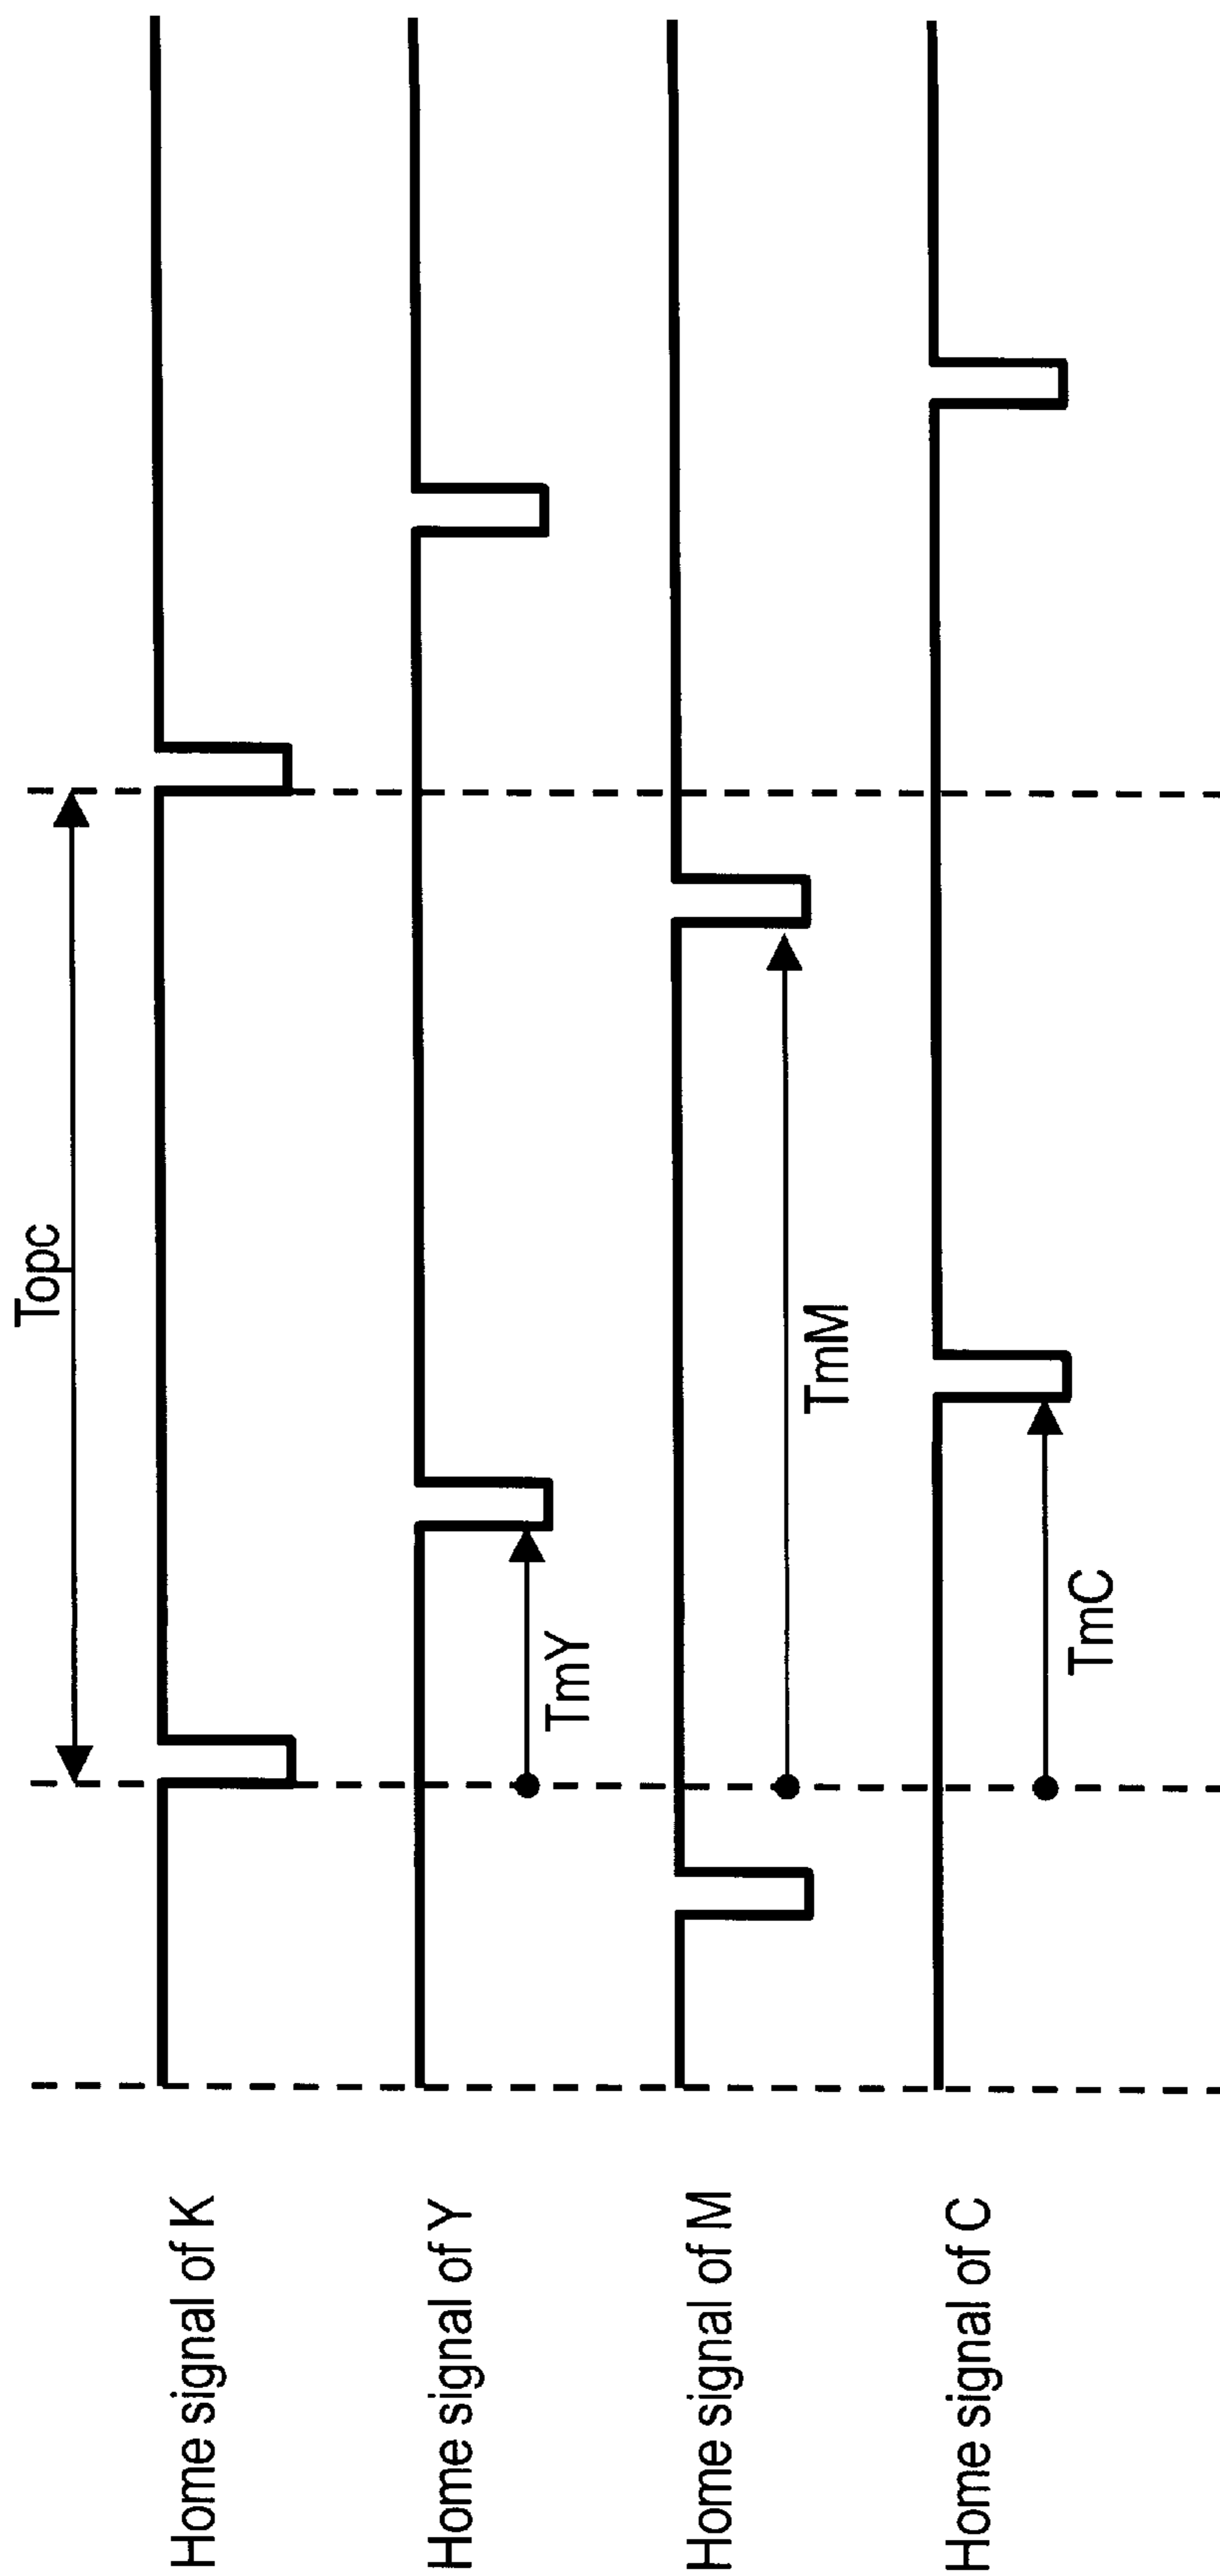 Topc
Home signal of K
Home signal of Y
TmY
Home signal of M
TmM
Home signal of C
TmC